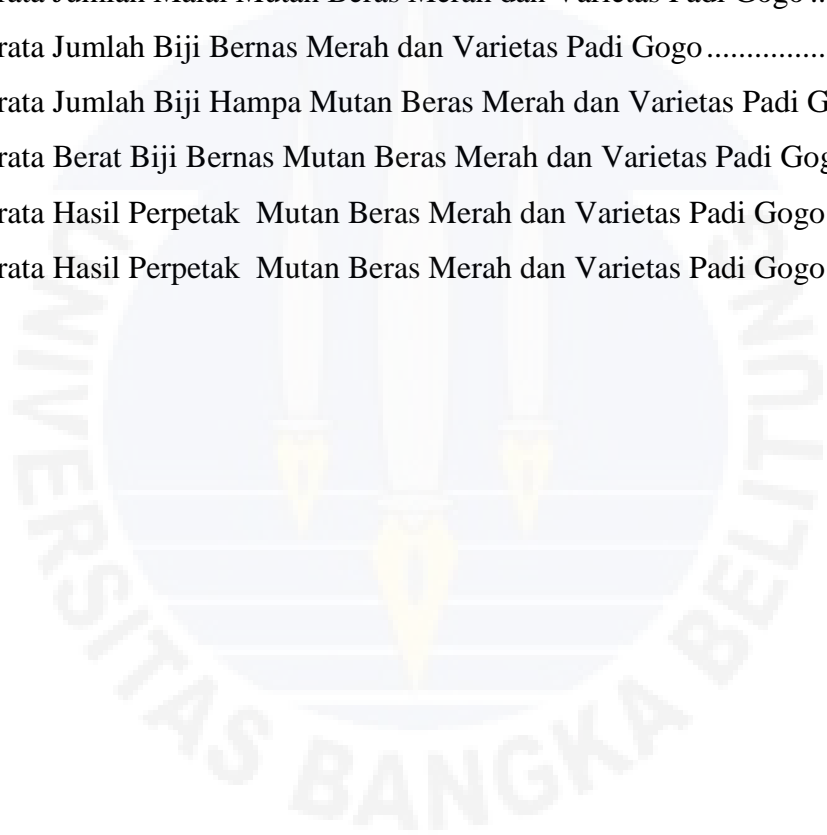 rata Jumlah Malai Mutan Beras Merah dan Varietas Padi Gogo ..
rata Jumlah Biji Bernas Merah dan Varietas Padi Gogo ...............
rata Jumlah Biji Hampa Mutan Beras Merah dan Varietas Padi G
rata Berat Biji Bernas Mutan Beras Merah dan Varietas Padi Gog
rata Hasil Perpetak  Mutan Beras Merah dan Varietas Padi Gogo
rata Hasil Perpetak  Mutan Beras Merah dan Varietas Padi Gogo
UNIVERSITAS BANGKA BELITUNG